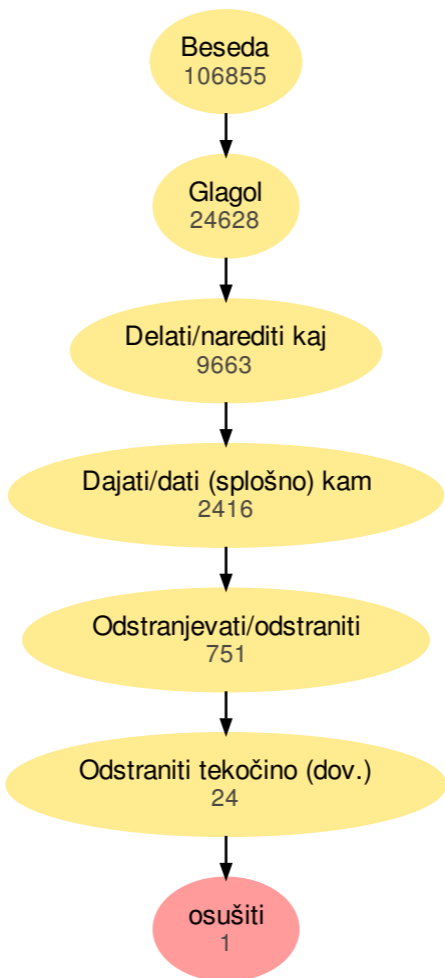 Beseda
106855
Glagol
24628
Delati/narediti kaj
9663
Dajati/dati (splošno) kam
2416
Odstranjevati/odstraniti
751
Odstraniti tekočino (dov.)
24
osušiti
1